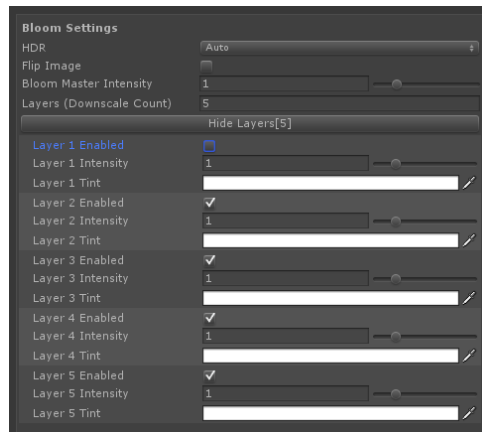 Bloom Settings
HDR Auto
Flip Image
Bloom Master Intensity 1
Layers (Downscale Count) 5
Hide Layers[5]
Layer 1 Enabled
Layer 1 Intensity 1
Layer 1 Tint
Layer 2 Enabled
Layer 2 Intensity 1
Layer 2 Tint
Layer 3 Enabled
Layer 3 Intensity 1
Layer 3 Tint
Layer 4 Enabled
Layer 4 Intensity 1
Layer 4 Tint
Layer 5 Enabled
Layer 5 Intensity 1
Layer 5 Tint